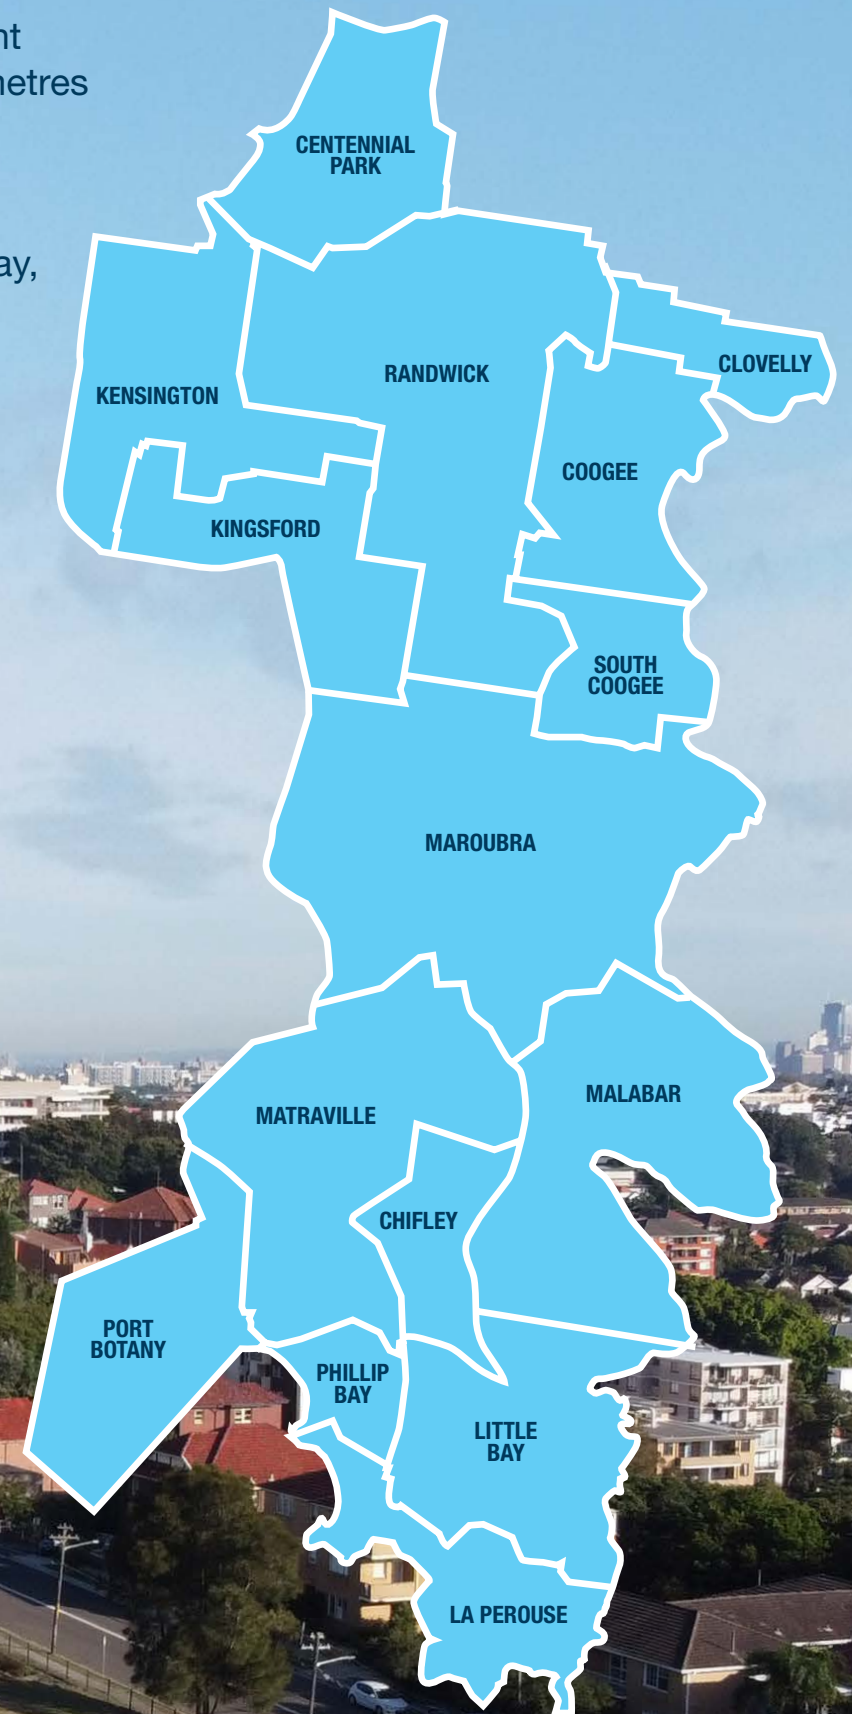 nt
netres
ay,
CENTENNIAL
PARK
CLOVELLY
RANDWICK
KENSINGTON
COOGEE
KINGSFORD
SOUTH
COOGEE
MAROUBRA
MALABAR
MATRAVILLE
CHIFLEY
PORT
BOTANY
PHILLIP
BAY
LITTLE
BAY
LA PEROUSE